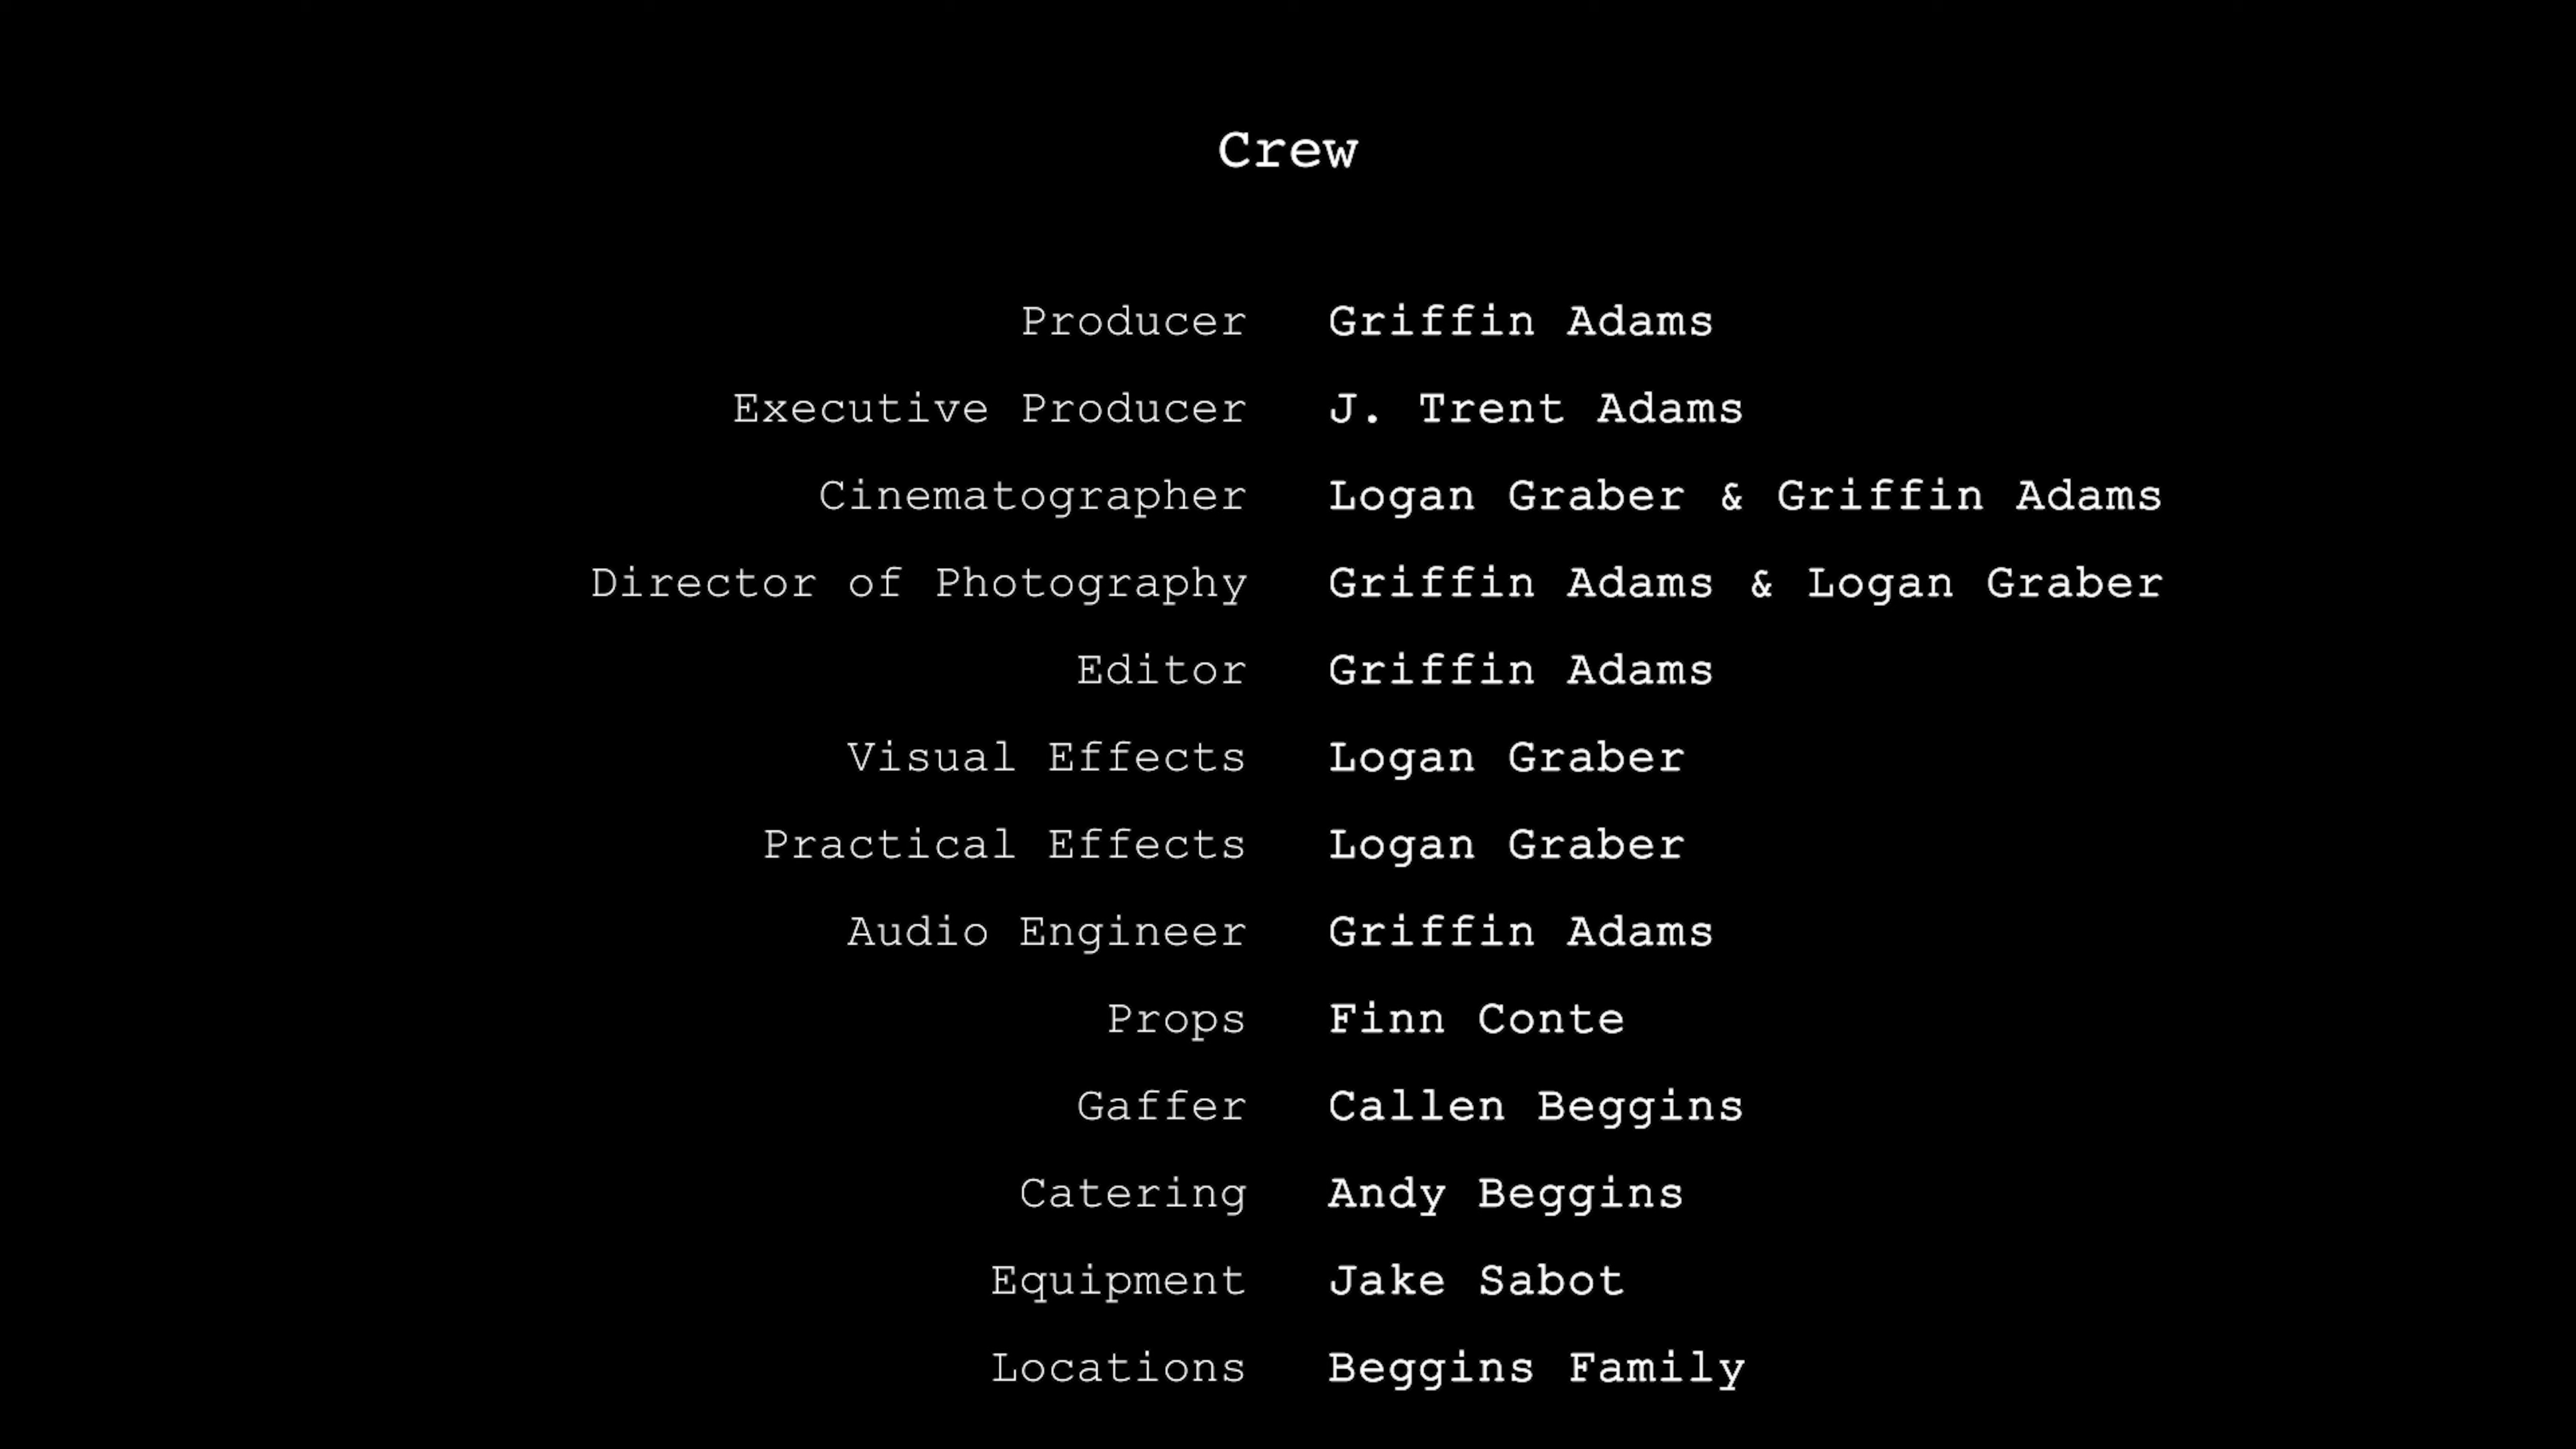 Crew
Producer Griffin Adams
Executive Producer J. Trent Adams
Cinematographer Logan Graber & Griffin Adams
Director of Photography Griffin Adams & Logan Graber
Editor Griffin Adams
Visual Effects Logan Graber
Practical Effects Logan Graber
Audio Engineer Griffin Adams
Props Finn Conte
Gaffer Callen Beggins
Catering Andy Beggins
Equipment Jake Sabot
Locations Beggins Family